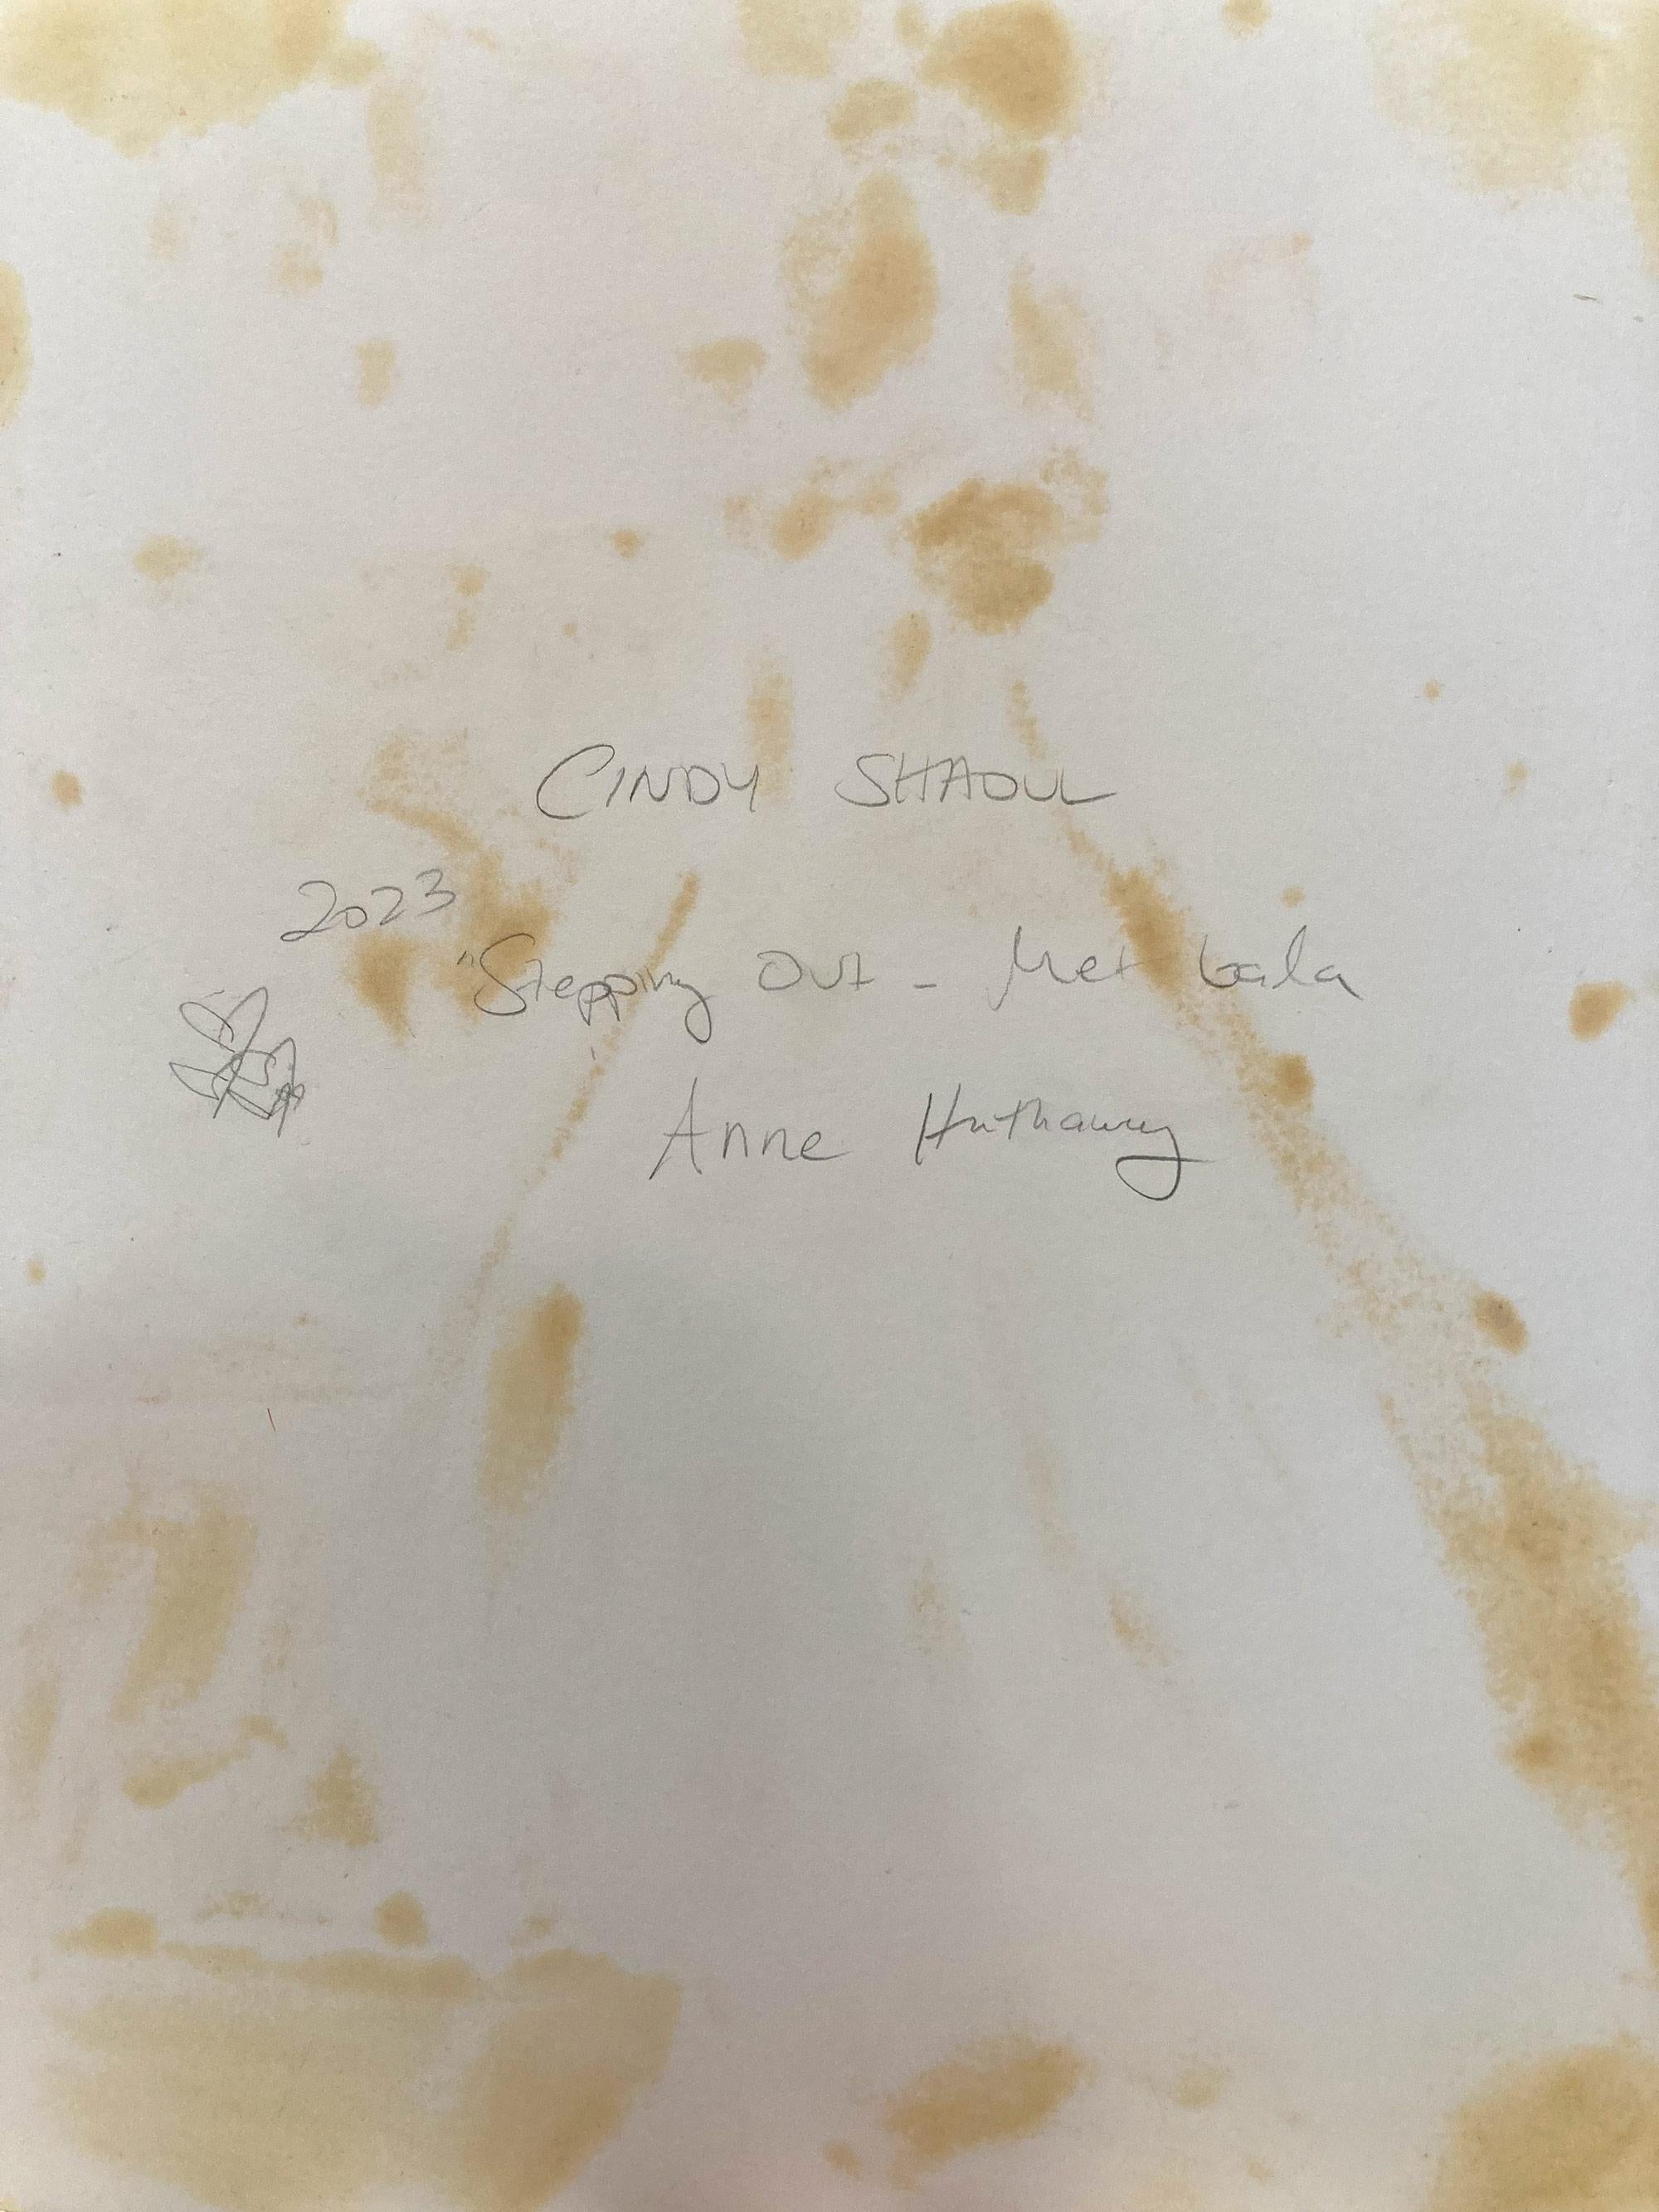 CINDY SHAOUL
2023
"Stepping Out - Met Gala
Anne Hathaway